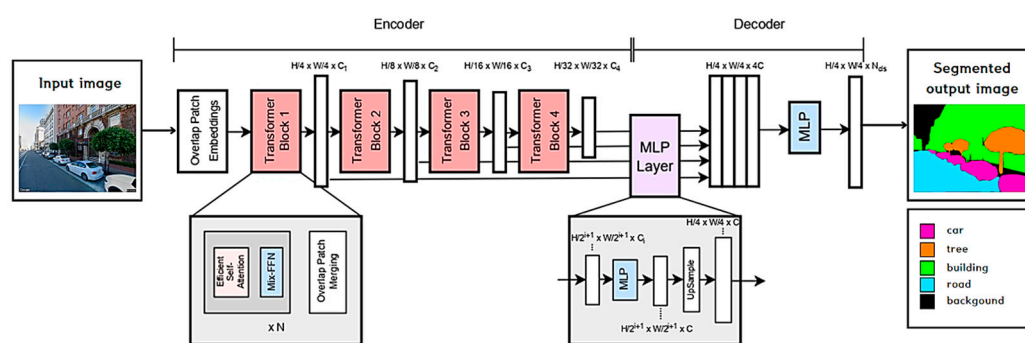 Encoder
Decoder
Input image
Overlap Patch
Embeddings
Transformer
Block 1
H/4 x W/4 x C₁
Transformer
Block 2
H/8 x W/8 x C₂
Transformer
Block 3
H/16 x W/16 x C₃
Transformer
Block 4
H/32 x W/32 x C₄
MLP
Layer
H/4 x W/4 x 4C
MLP
H/4 x W/4 x N_cls
Segmented
output image
Efficient
Self-
Attention
Mix-FFN
Overlap Patch
Merging
x N
H/2ⁱ⁺¹ x W/2ⁱ⁺¹ x Cᵢ
MLP
H/2ⁱ⁺¹ x W/2ⁱ⁺¹ x C
UpSample
H/4 x W/4 x C
car
tree
building
road
backgound